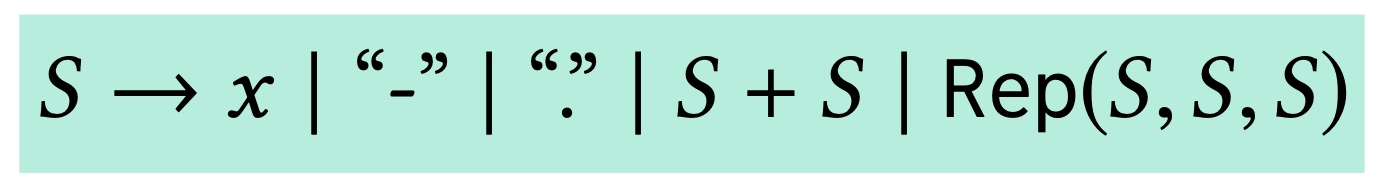 S → x | “-” | “.” | S + S | Rep(S, S, S)